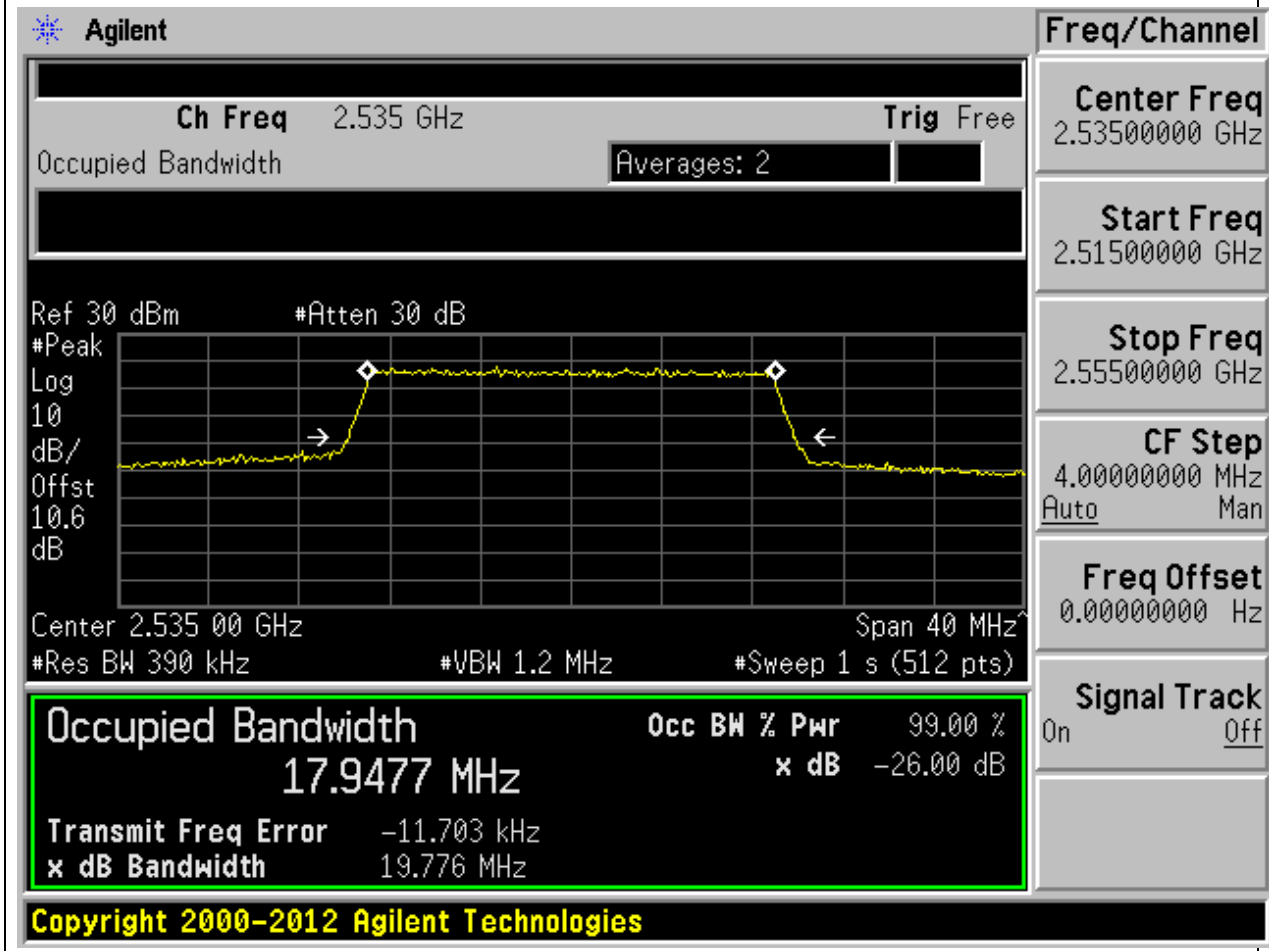 Agilent
Freq/Channel
Ch Freq 2.535 GHz Trig Free
Occupied Bandwidth Averages: 2
Ref 30 dBm #Atten 30 dB
#Peak
Log
10
dB/
Offst
10.6
dB
Center 2.535 00 GHz Span 40 MHz^
#Res BW 390 kHz #VBW 1.2 MHz #Sweep 1 s (512 pts)
Occupied Bandwidth
17.9477 MHz
Occ BW % Pwr 99.00 %
x dB -26.00 dB
Transmit Freq Error -11.703 kHz
x dB Bandwidth 19.776 MHz
Copyright 2000-2012 Agilent Technologies
Center Freq
2.53500000 GHz
Start Freq
2.51500000 GHz
Stop Freq
2.55500000 GHz
CF Step
4.00000000 MHz
Auto Man
Freq Offset
0.00000000 Hz
Signal Track
On Off